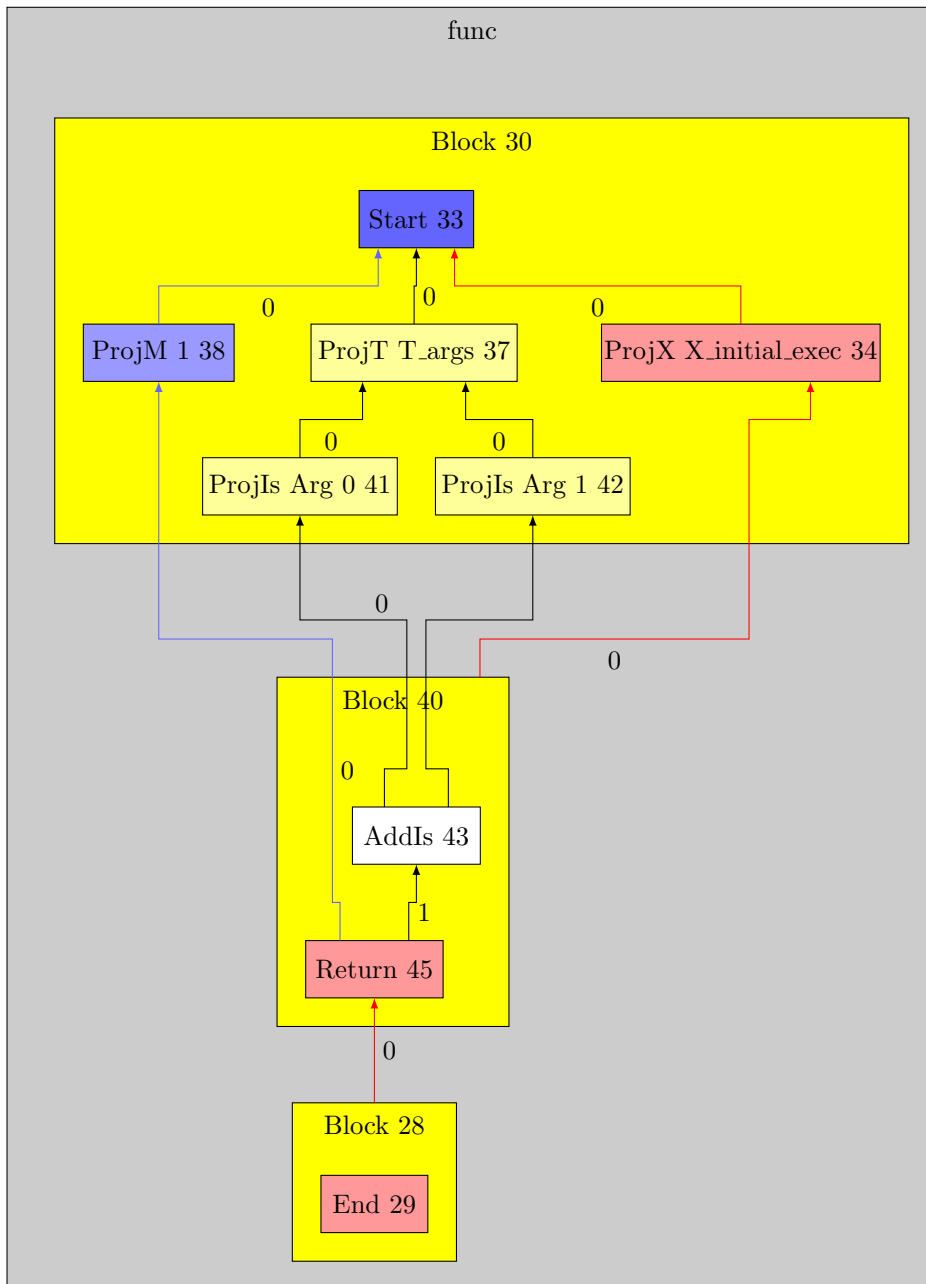 func
Block 30
Start 33
0
0
0
ProjM 1 38
ProjT T_args 37
ProjX X_initial_exec 34
0
0
ProjIs Arg 0 41
ProjIs Arg 1 42
0
0
Block 40
0
AddIs 43
1
Return 45
0
Block 28
End 29